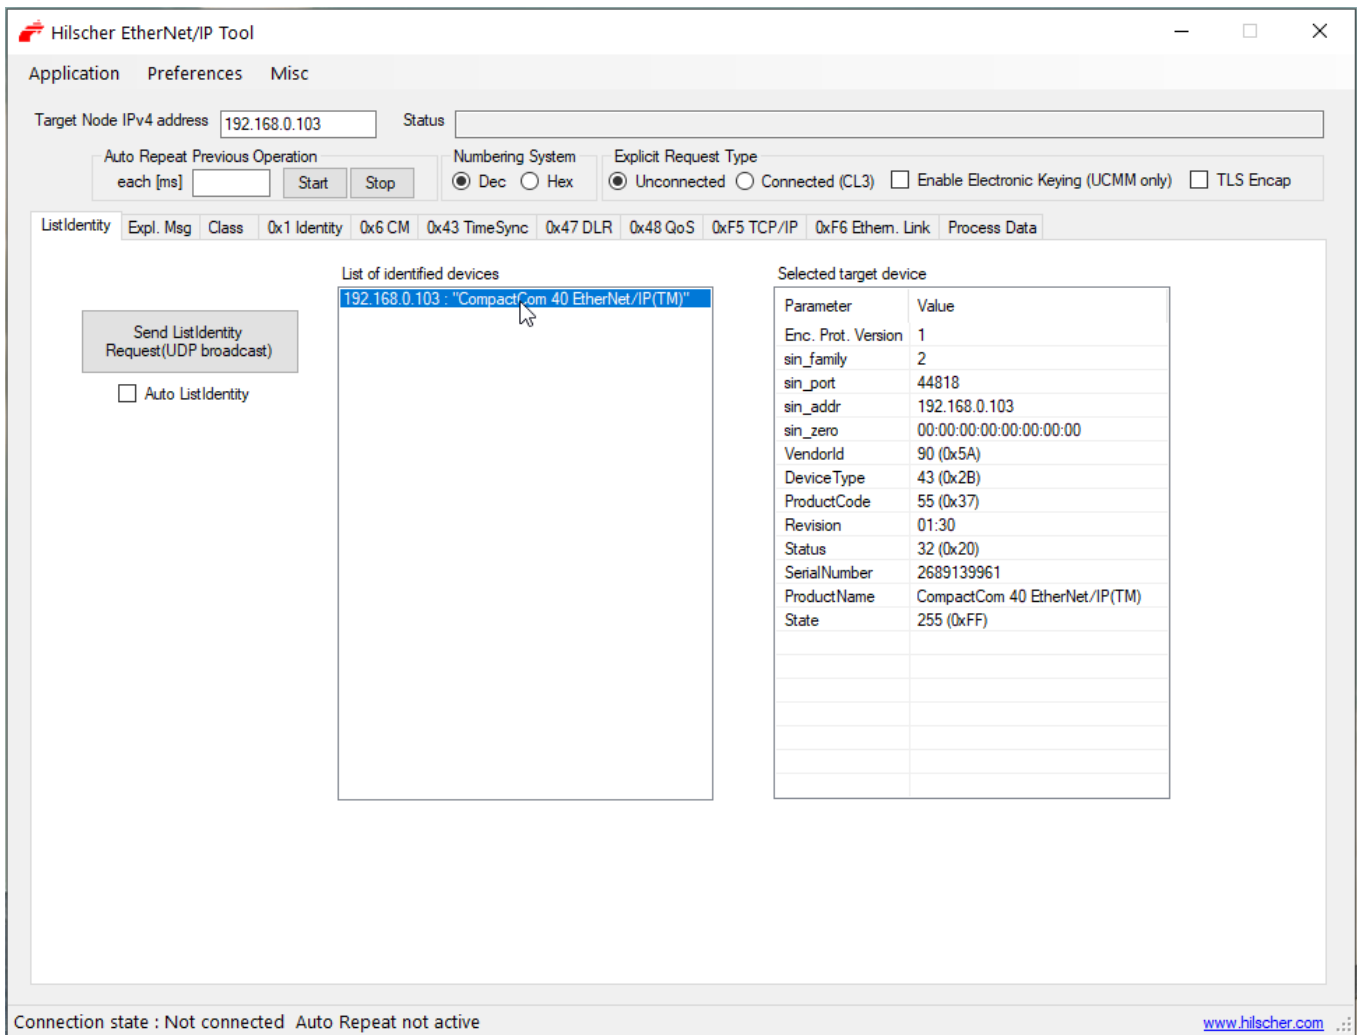 Hilscher EtherNet/IP Tool
Application Preferences Misc
Target Node IPv4 address 192.168.0.103 Status
Auto Repeat Previous Operation Numbering System Explicit Request Type
each [ms] Start Stop Dec Hex Unconnected Connected (CL3) Enable Electronic Keying (UCMM only) TLS Encap
ListIdentity Expl. Msg Class 0x1 Identity 0x6 CM 0x43 TimeSync 0x47 DLR 0x48 QoS 0xF5 TCP/IP 0xF6 Ethern. Link Process Data
Send ListIdentity
Request(UDP broadcast)
Auto ListIdentity
List of identified devices
192.168.0.103 : "CompactCom 40 EtherNet/IP(TM)"
Selected target device
Parameter Value
Enc. Prot. Version 1
sin_family 2
sin_port 44818
sin_addr 192.168.0.103
sin_zero 00:00:00:00:00:00:00:00
VendorId 90 (0x5A)
DeviceType 43 (0x2B)
ProductCode 55 (0x37)
Revision 01:30
Status 32 (0x20)
SerialNumber 2689139961
ProductName CompactCom 40 EtherNet/IP(TM)
State 255 (0xFF)
Connection state : Not connected Auto Repeat not active
www.hilscher.com